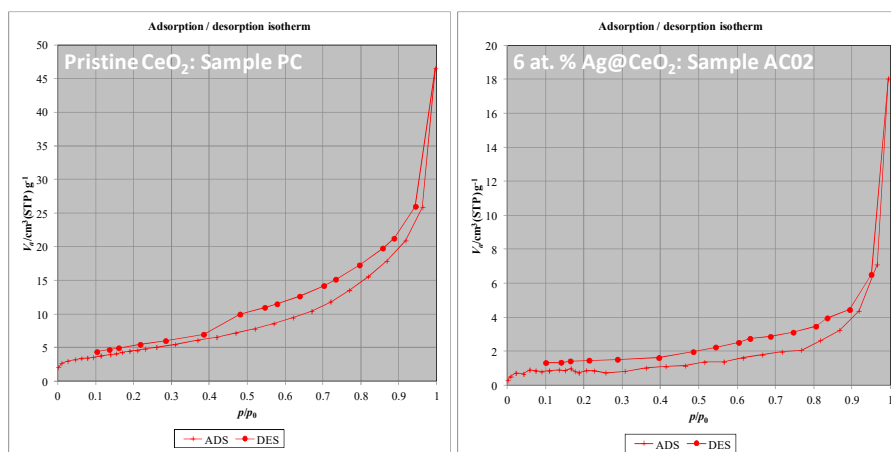 Adsorption / desorption isotherm
Pristine CeO₂: Sample PC
50
45
40
35
30
25
20
15
10
5
0
Vₐ/cm³(STP) g⁻¹
0 0.1 0.2 0.3 0.4 0.5 0.6 0.7 0.8 0.9 1
p/p₀
ADS DES
Adsorption / desorption isotherm
6 at. % Ag@CeO₂: Sample AC02
20
18
16
14
12
10
8
6
4
2
0
Vₐ/cm³(STP) g⁻¹
0 0.1 0.2 0.3 0.4 0.5 0.6 0.7 0.8 0.9 1
p/p₀
ADS DES